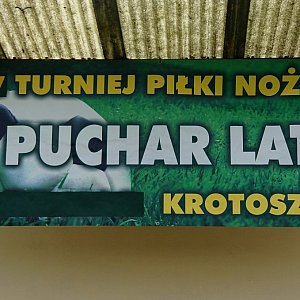 Y TURNIEJ PIŁKI NOŻ
PUCHAR LAT
KROTOSZ